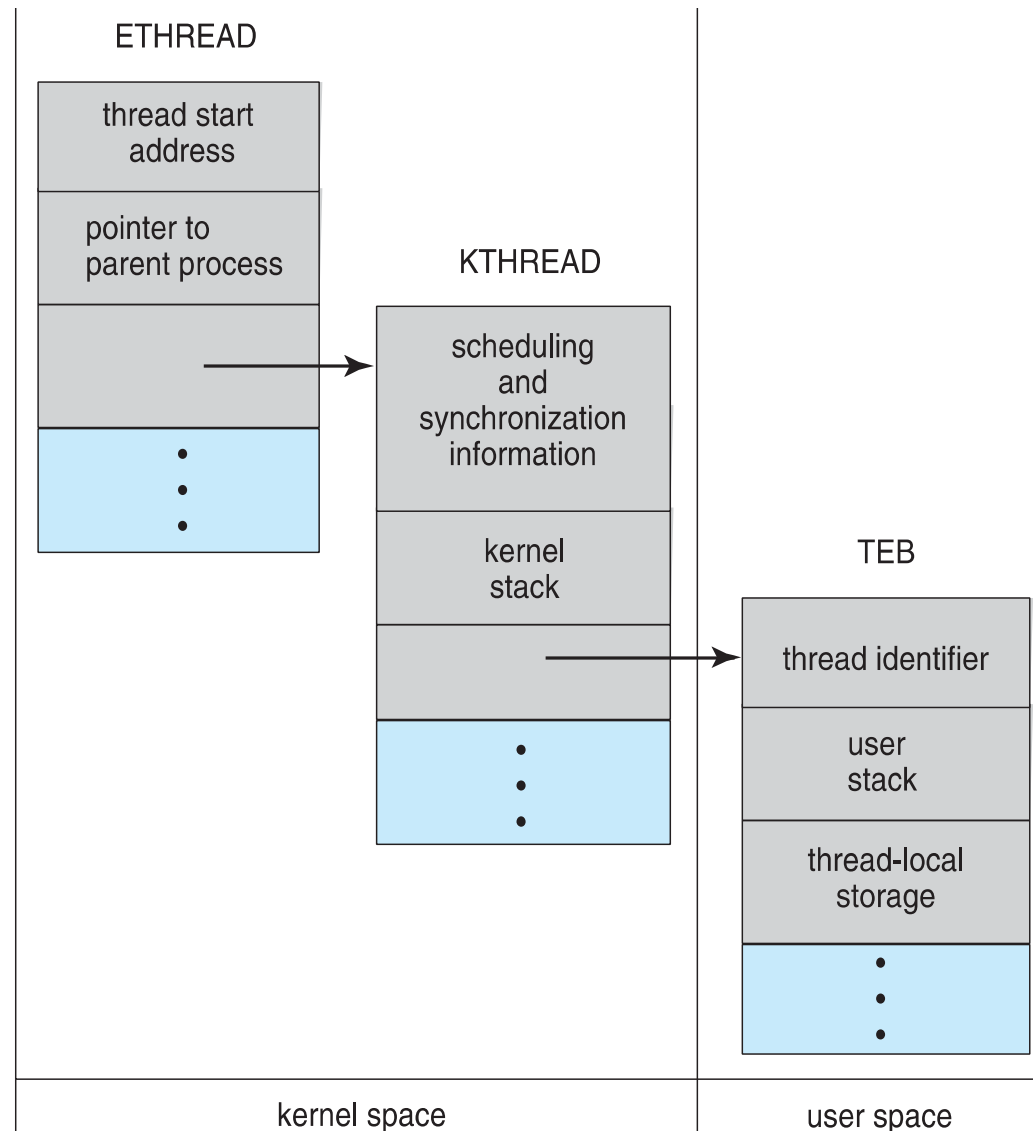 ETHREAD
thread start
address
pointer to
parent process
KTHREAD
scheduling
and
synchronization
information
kernel
stack
TEB
thread identifier
user
stack
thread-local
storage
kernel space
user space